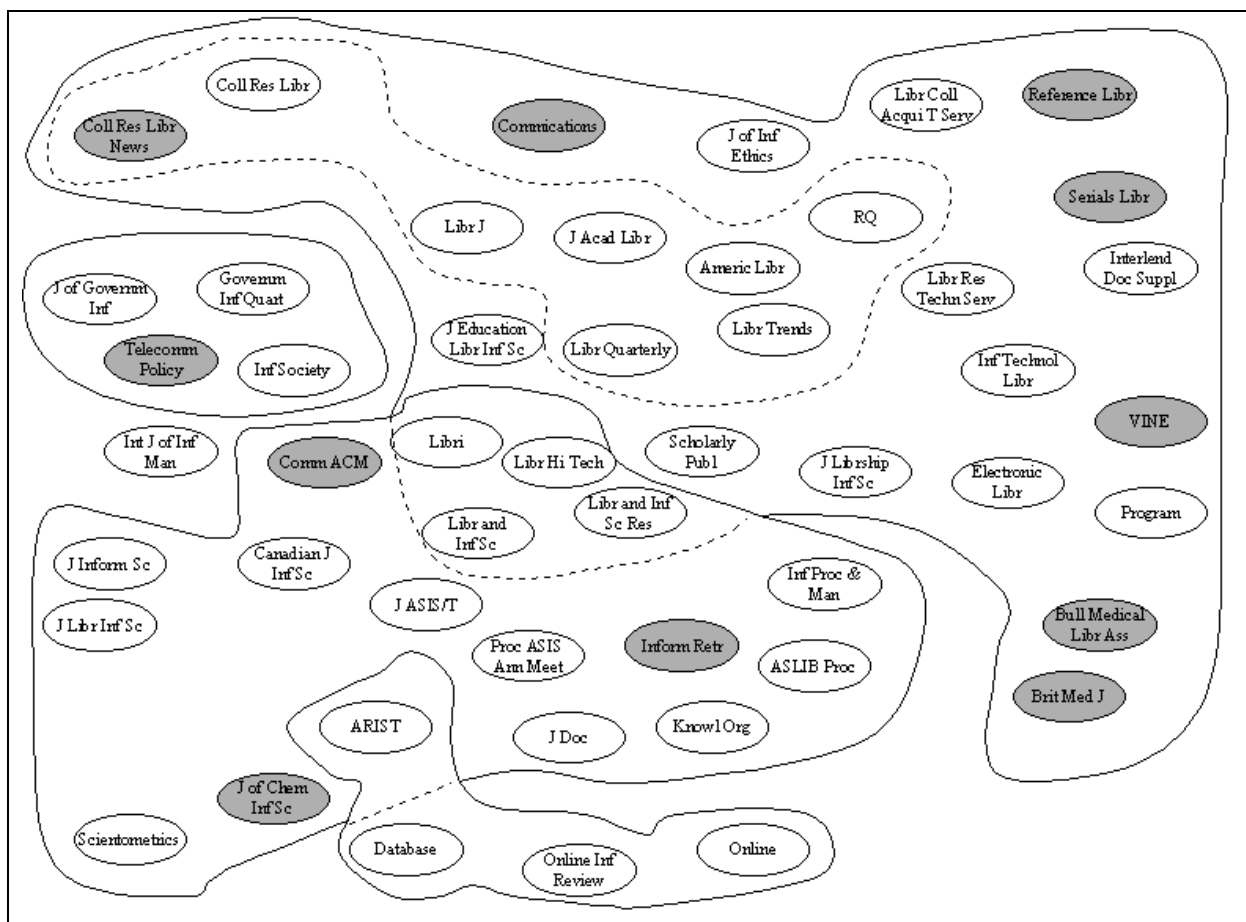 Coll Res Libr
Coll Res Libr
News
Commications
J of Inf
Ethics
Libr Coll
Acqui T Serv
Reference Libr
Serials Libr
RQ
Libr J
J Acad Libr
Americ Libr
Libr Res
Techn Serv
Interlend
Doc Suppl
J of Governm
Inf
Governm
Inf Quart
J Education
Libr Inf Sc
Libr Quarterly
Libr Trends
Telecomm
Policy
Inf Society
Inf Technol
Libr
VINE
Int J of Inf
Man
Comm ACM
Libri
Libr Hi Tech
Scholarly
Publ
J Librship
Inf Sc
Electronic
Libr
Program
Libr and
Inf Sc
Libr and Inf
Sc Res
J Inform Sc
Canadian J
Inf Sc
J ASIS/T
Inf Proc &
Man
J Libr Inf Sc
Proc ASIS
Ann Meet
Inform Retr
ASLIB Proc
Bull Medical
Libr Ass
Brit Med J
ARIST
J Doc
Knowl Org
J of Chem
Inf Sc
Scientometrics
Database
Online Inf
Review
Online